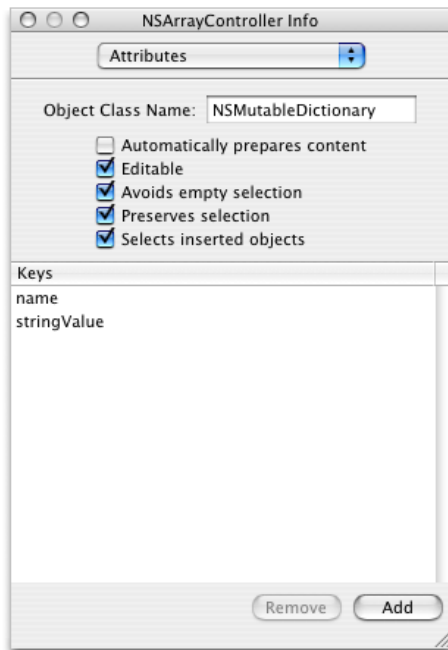 NSArrayController Info
Attributes
Object Class Name: NSMutableDictionary
Automatically prepares content
Editable
Avoids empty selection
Preserves selection
Selects inserted objects
Keys
name
stringValue
Remove Add